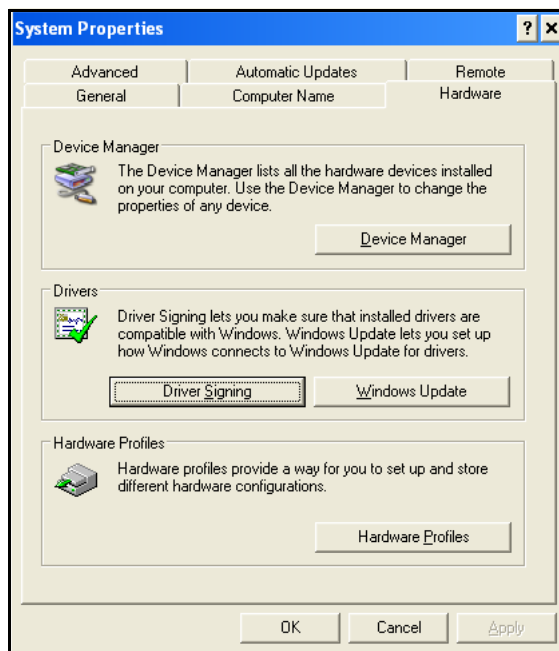 System Properties
Advanced Automatic Updates Remote
General Computer Name Hardware
Device Manager
The Device Manager lists all the hardware devices installed
on your computer. Use the Device Manager to change the
properties of any device.
Device Manager
Drivers
Driver Signing lets you make sure that installed drivers are
compatible with Windows. Windows Update lets you set up
how Windows connects to Windows Update for drivers.
Driver Signing Windows Update
Hardware Profiles
Hardware profiles provide a way for you to set up and store
different hardware configurations.
Hardware Profiles
OK Cancel Apply